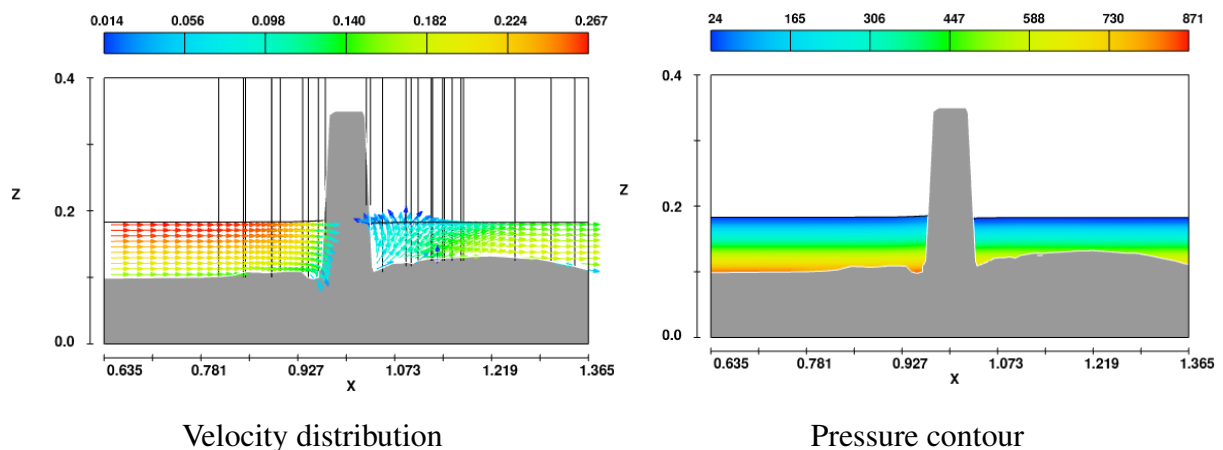 0.014 0.056 0.098 0.140 0.182 0.224 0.267
0.4
0.2
0.0
Z
0.635 0.781 0.927 1.073 1.219 1.365
X
Velocity distribution
24 165 306 447 588 730 871
0.4
0.2
0.0
Z
0.635 0.781 0.927 1.073 1.219 1.365
X
Pressure contour